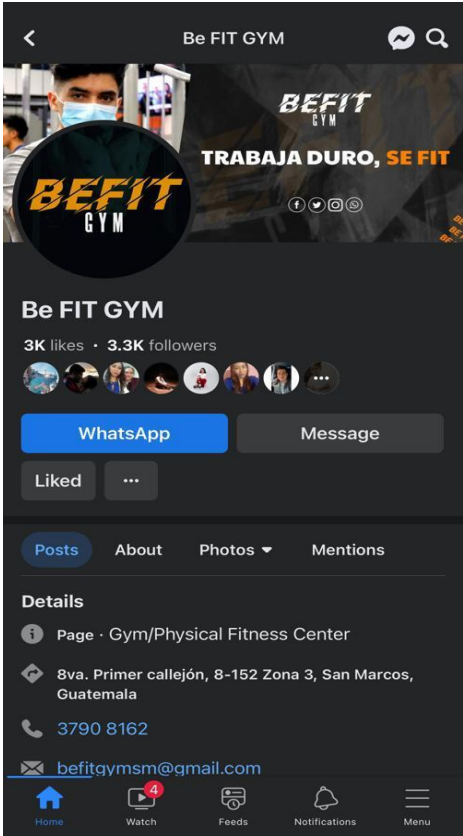 Be FIT GYM
BEFIT
GYM
TRABAJA DURO, SE FIT
BEFIT
GYM
Be FIT GYM
3K likes • 3.3K followers
WhatsApp
Message
Liked
Posts
About
Photos
Mentions
Details
Page · Gym/Physical Fitness Center
8va. Primer callejón, 8-152 Zona 3, San Marcos,
Guatemala
3790 8162
befitgymsm@gmail.com
4
Home
Watch
Feeds
Notifications
Menu